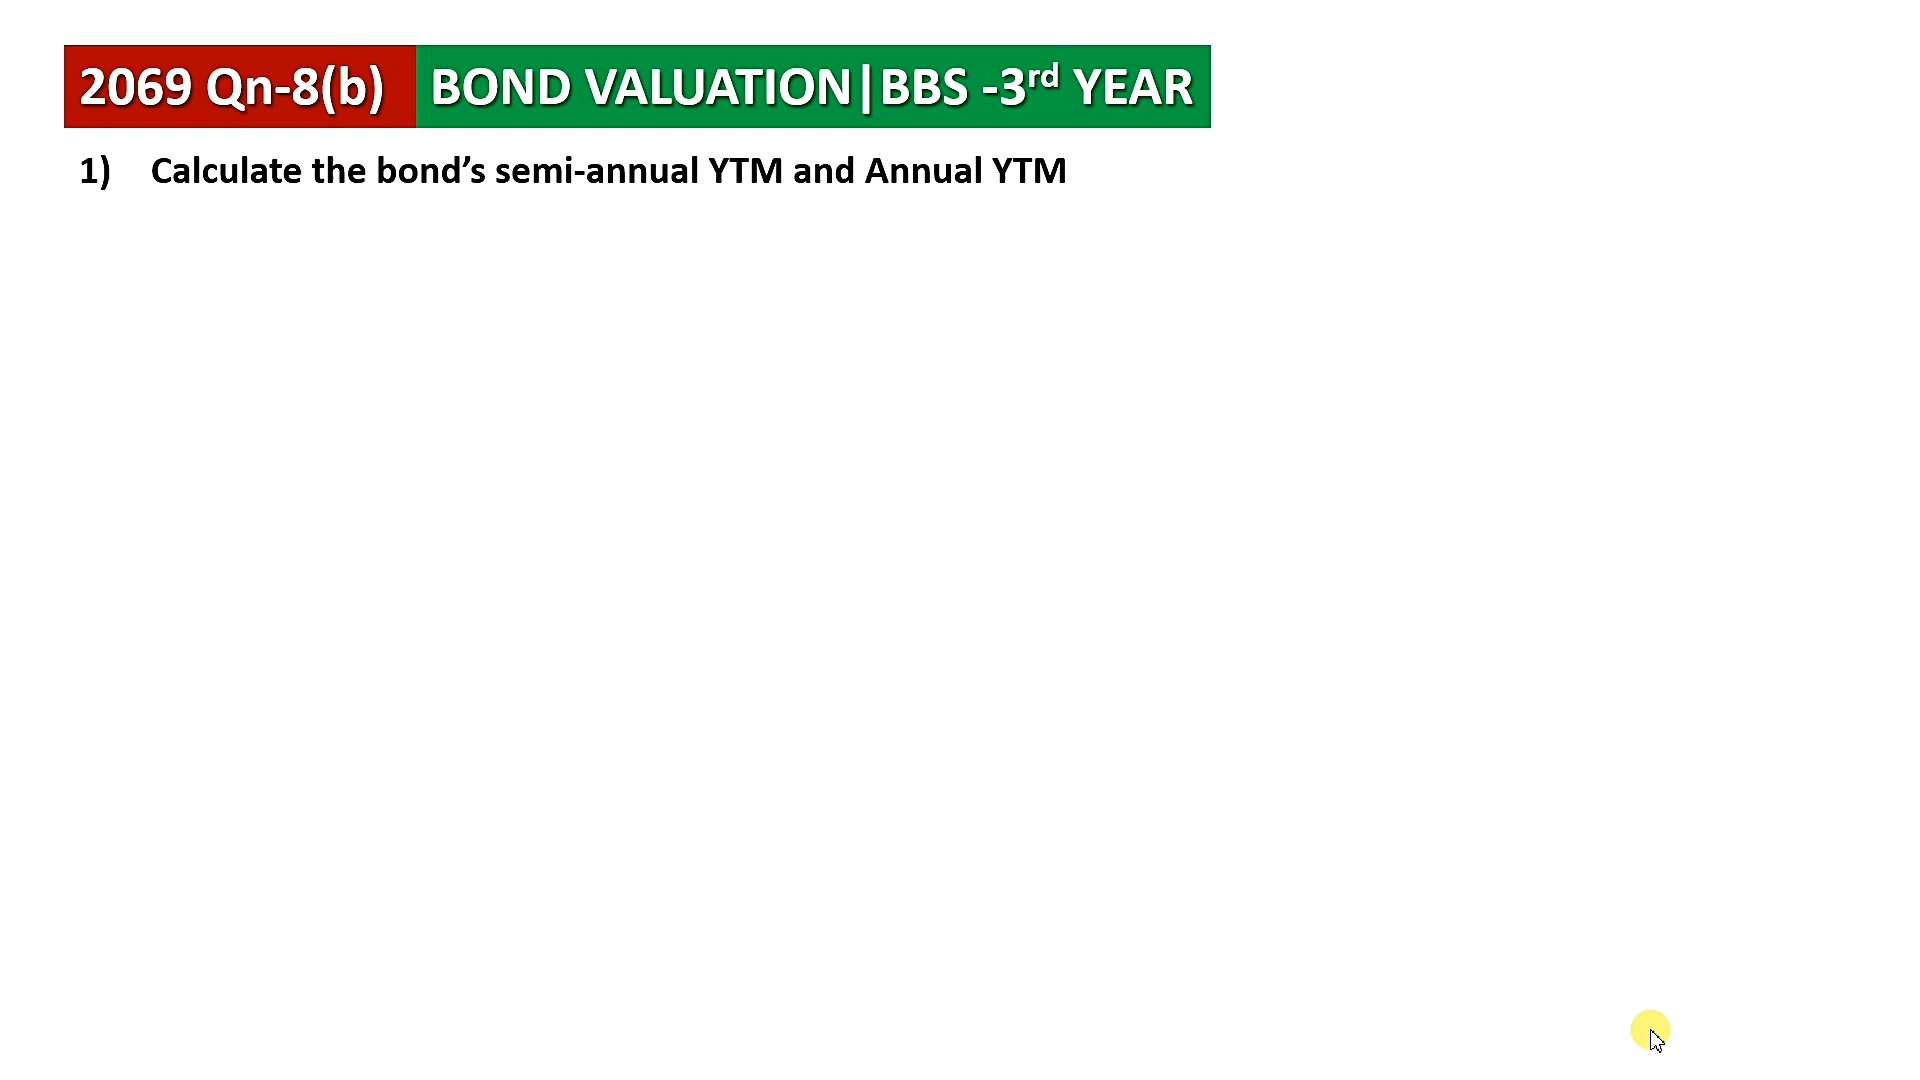 2069 Qn-8(b) BOND VALUATION|BBS -3rd YEAR
1) Calculate the bond’s semi-annual YTM and Annual YTM